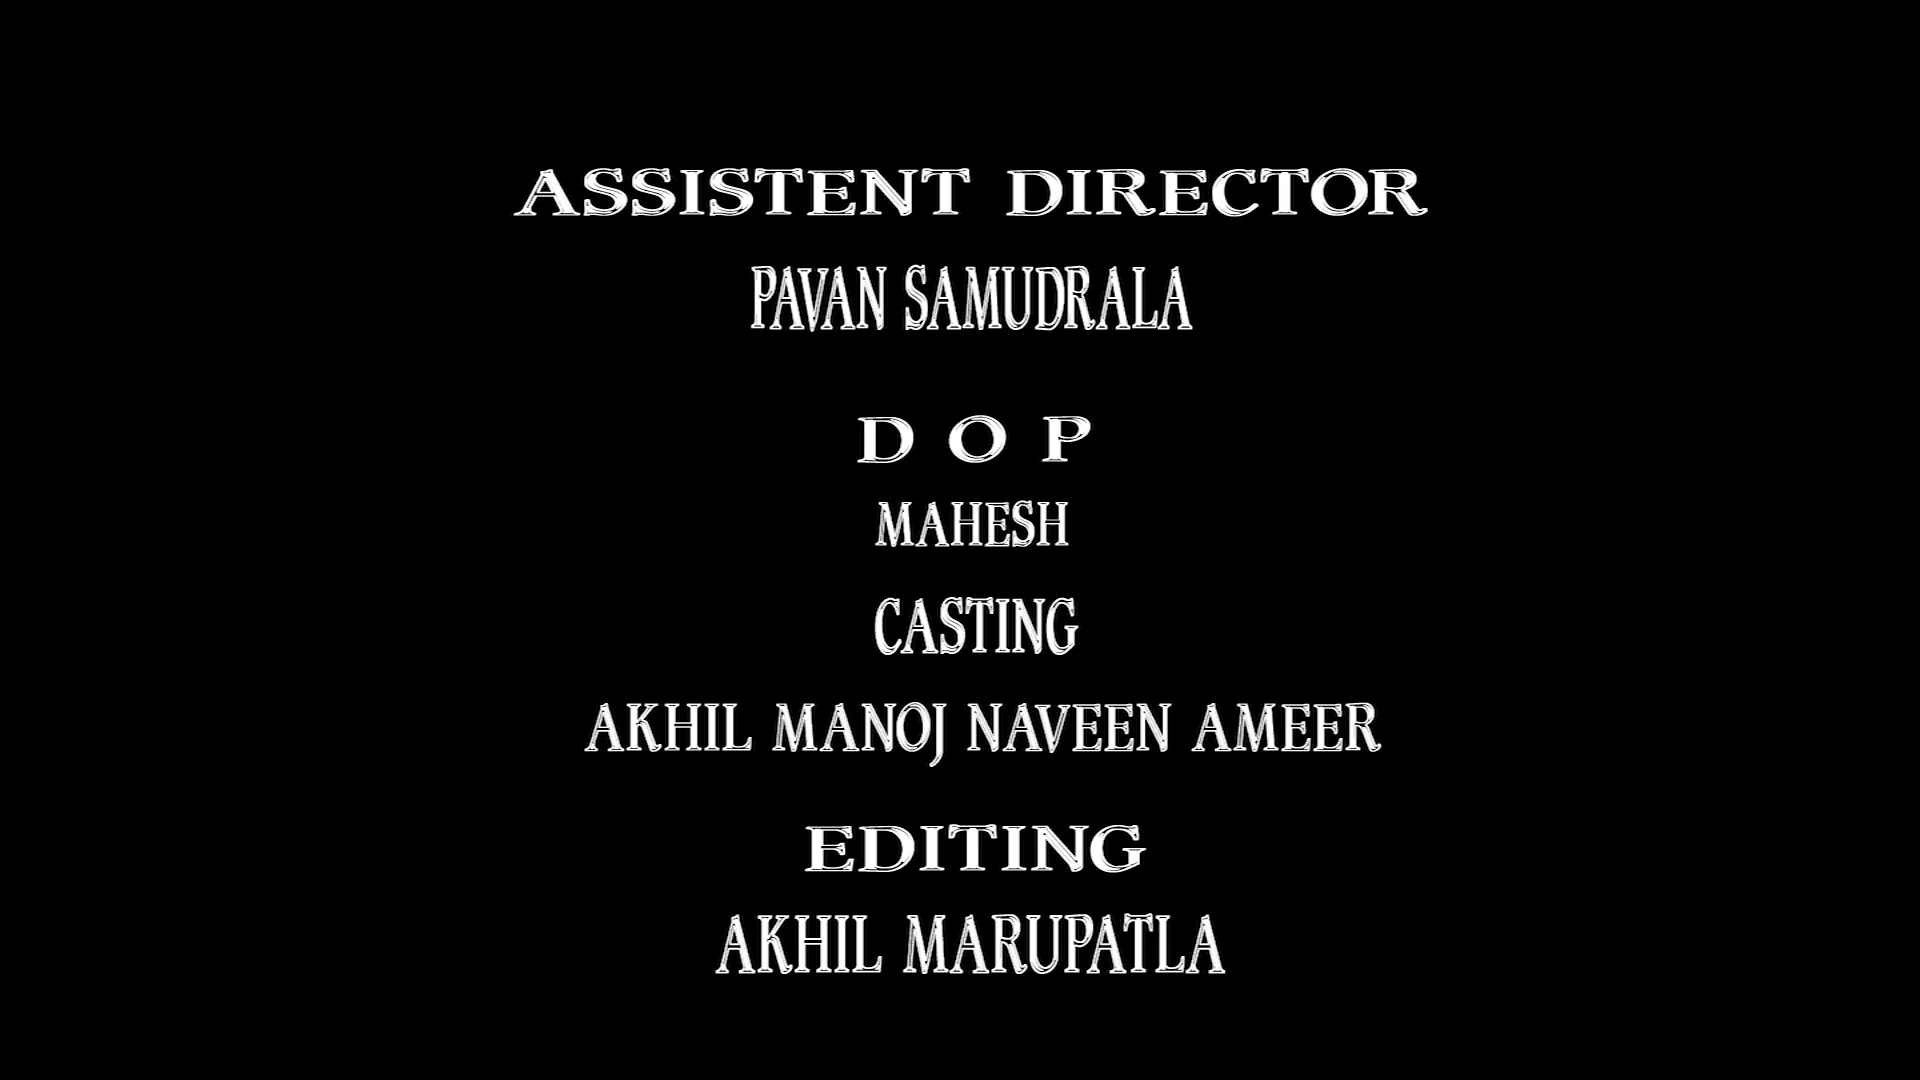 ASSISTENT DIRECTOR
PAVAN SAMUDRALA
D O P
MAHESH
CASTING
AKHIL MANOJ NAVEEN AMEER
EDITING
AKHIL MARUPATLA